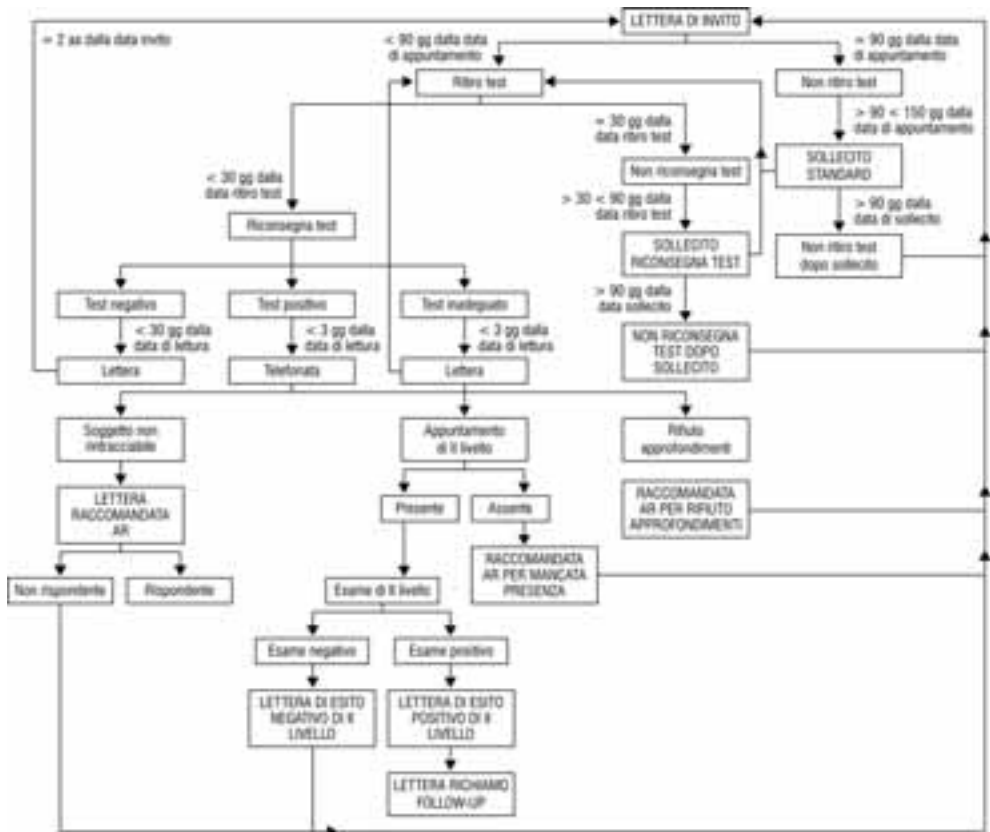 LETTERA DI INVITO
= 2 aa dalla data invito
< 90 gg dalla data
di appuntamento
= 90 gg dalla data
di appuntamento
Ritiro test
Non ritiro test
> 90 < 150 gg dalla
data di appuntamento
= 30 gg dalla
data ritiro test
SOLLECITO
STANDARD
< 30 gg dalla
data ritiro test
Non riconsegna test
> 30 < 90 gg dalla
data ritiro test
> 90 gg dalla
data di sollecito
Riconsegna test
SOLLECITO
RICONSEGNA TEST
Non ritiro test
dopo sollecito
Test negativo
Test positivo
Test inadeguato
> 90 gg dalla
data sollecito
< 30 gg dalla
data di lettura
< 3 gg dalla
data di lettura
< 3 gg dalla
data di lettura
NON RICONSEGNA
TEST DOPO
SOLLECITO
Lettera
Telefonata
Lettera
Soggetto non
rintracciabile
Appuntamento
di II livello
Rifiuto
approfondimenti
LETTERA
RACCOMANDATA
AR
Presente
Assente
RACCOMANDATA
AR PER RIFIUTO
APPROFONDIMENTI
RACCOMANDATA
AR PER MANCATA
PRESENZA
Non rispondente
Rispondente
Esame di II livello
Esame negativo
Esame positivo
LETTERA DI ESITO
NEGATIVO DI II
LIVELLO
LETTERA DI ESITO
POSITIVO DI II
LIVELLO
LETTERA RICHIAMO
FOLLOW-UP